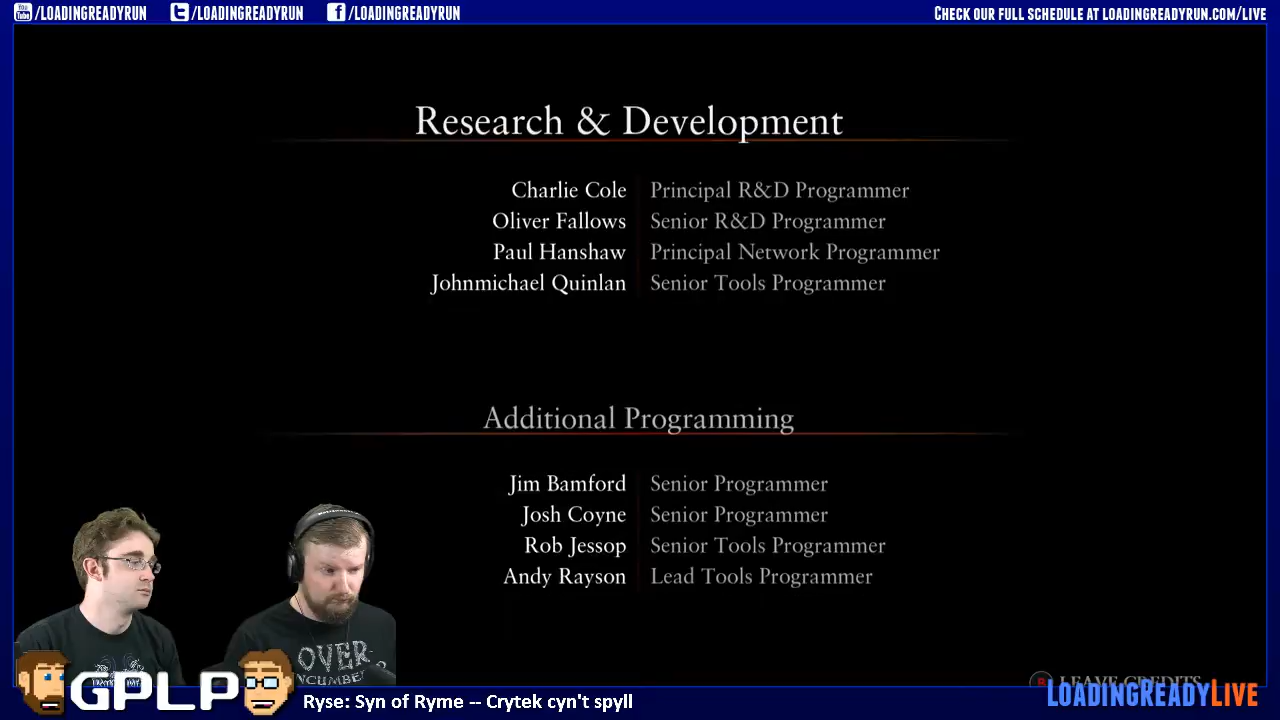 /LOADINGREADYRUN /LOADINGREADYRUN /LOADINGREADYRUN CHECK OUR FULL SCHEDULE AT LOADINGREADYRUN.COM/LIVE
Research & Development
Charlie Cole Principal R&D Programmer
Oliver Fallows Senior R&D Programmer
Paul Hanshaw Principal Network Programmer
Johnmichael Quinlan Senior Tools Programmer
Additional Programming
Jim Bamford Senior Programmer
Josh Coyne Senior Programmer
Rob Jessop Senior Tools Programmer
Andy Rayson Lead Tools Programmer
OVER
B LEAVE CREDITS
GPLP Ryse: Syn of Ryme -- Crytek cyn't spyll LOADINGREADYLIVE